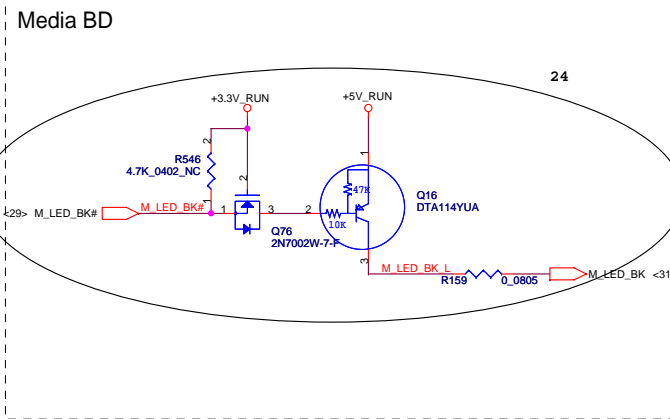 Media BD
24
+3.3V_RUN
+5V_RUN
2
R546
4.7K_0402_NC
1
2
1
Q16
DTA114YUA
47K
<29> M_LED_BK#
M_LED_BK#
1
3
2
10K
Q76
2N7002W-7-F
3
M_LED_BK_L
R159
0_0805
M_LED_BK <31